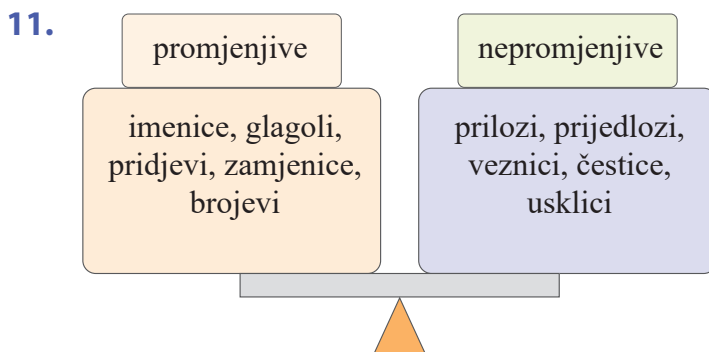 11.
promjenjive
imenice, glagoli,
pridjevi, zamjenice,
brojevi
nepromjenjive
prilozi, prijedlozi,
veznici, čestice,
usklici